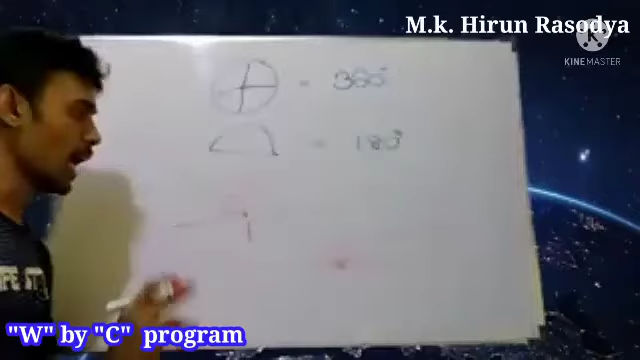 M.k. Hirun Rasodya
KINEMASTER
= 360°
= 180°
"W" by "C" program